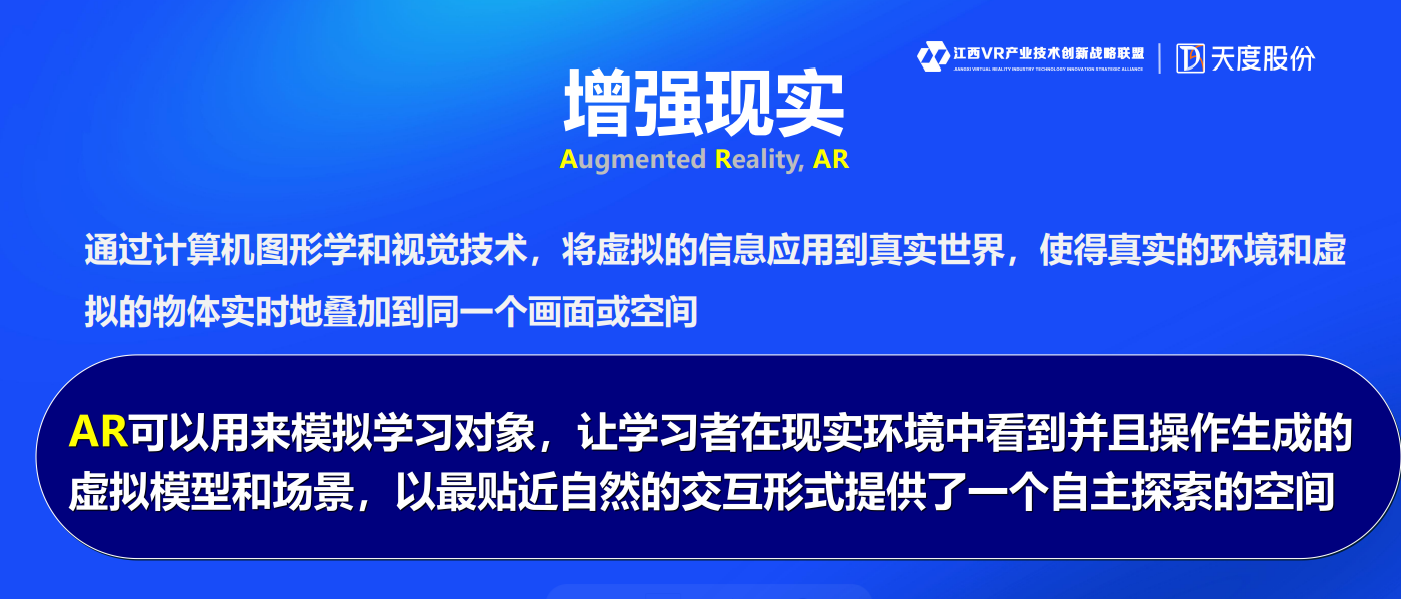 江西VR产业技术创新战略联盟
JIANGXI VIRTUAL REALITY INDUSTRY TECHNOLOGY INNOVATION STRATEGIC ALLIANCE
天度股份
增强现实
Augmented Reality, AR
通过计算机图形学和视觉技术，将虚拟的信息应用到真实世界，使得真实的环境和虚
拟的物体实时地叠加到同一个画面或空间
AR可以用来模拟学习对象，让学习者在现实环境中看到并且操作生成的
虚拟模型和场景，以最贴近自然的交互形式提供了一个自主探索的空间